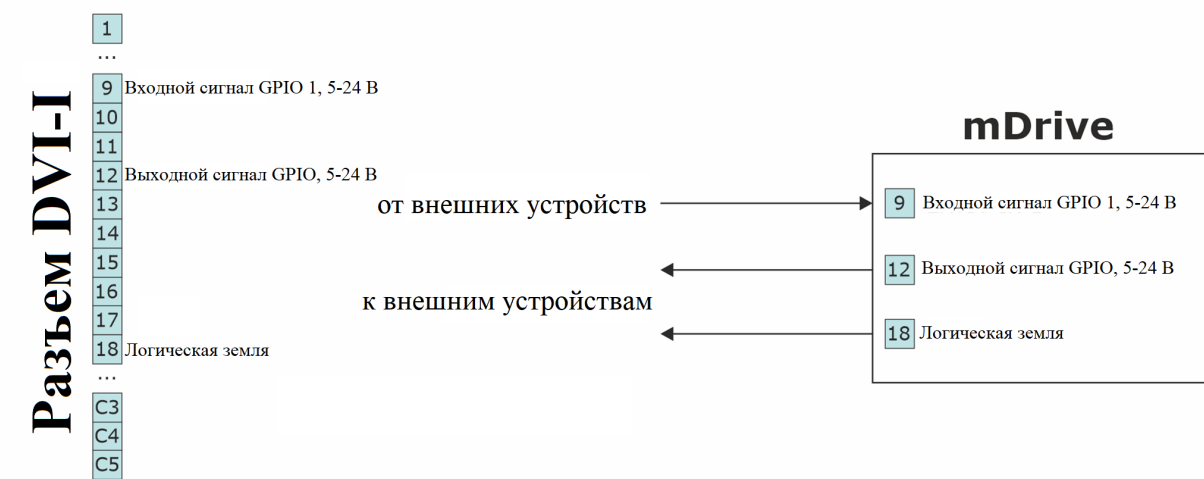 Разъем DVI-I
1
...
9 Входной сигнал GPIO 1, 5-24 В
10
11
12 Выходной сигнал GPIO, 5-24 В
13
14
15
16
17
18 Логическая земля
...
C3
C4
C5
от внешних устройств
к внешним устройствам
mDrive
9 Входной сигнал GPIO 1, 5-24 В
12 Выходной сигнал GPIO, 5-24 В
18 Логическая земля